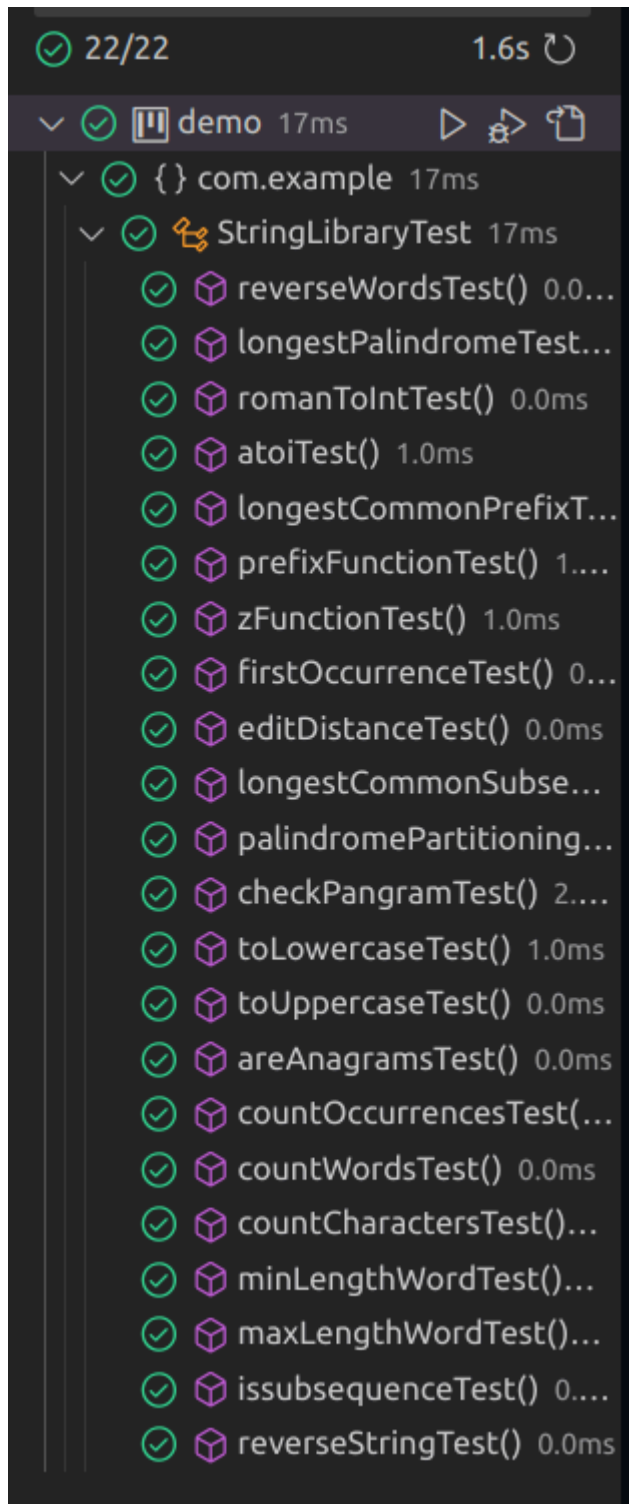 22/22 1.6s
demo 17ms
{ } com.example 17ms
StringLibraryTest 17ms
reverseWordsTest() 0.0...
longestPalindromeTest...
romanToIntTest() 0.0ms
atoiTest() 1.0ms
longestCommonPrefixT...
prefixFunctionTest() 1....
zFunctionTest() 1.0ms
firstOccurrenceTest() 0...
editDistanceTest() 0.0ms
longestCommonSubse...
palindromePartitioning...
checkPangramTest() 2....
toLowercaseTest() 1.0ms
toUppercaseTest() 0.0ms
areAnagramsTest() 0.0ms
countOccurrencesTest(...
countWordsTest() 0.0ms
countCharactersTest()...
minLengthWordTest()...
maxLengthWordTest()...
issubsequenceTest() 0....
reverseStringTest() 0.0ms